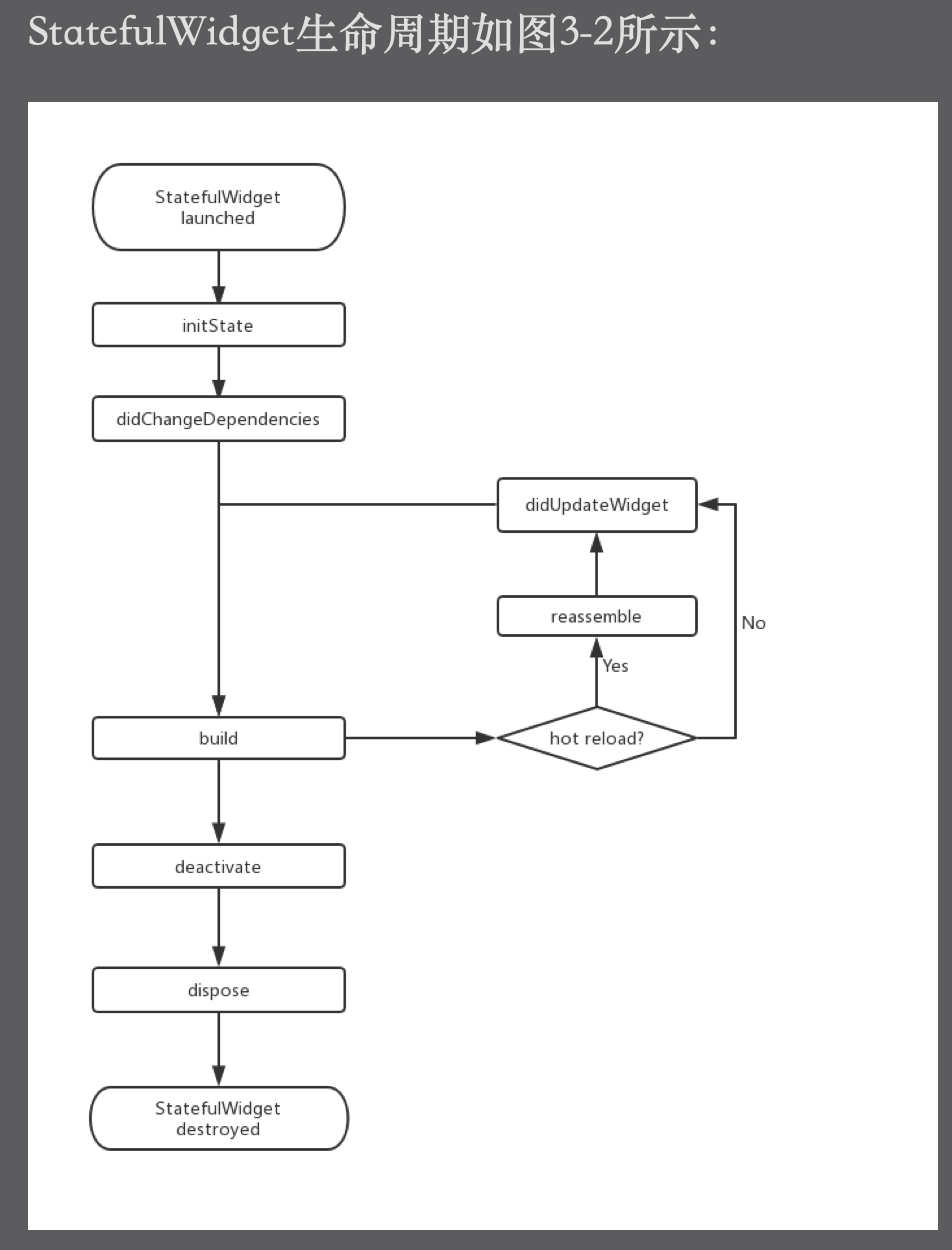 StatefulWidget生命周期如图3-2所示：
StatefulWidget
launched
initState
didChangeDependencies
didUpdateWidget
reassemble
No
Yes
build
hot reload?
deactivate
dispose
StatefulWidget
destroyed